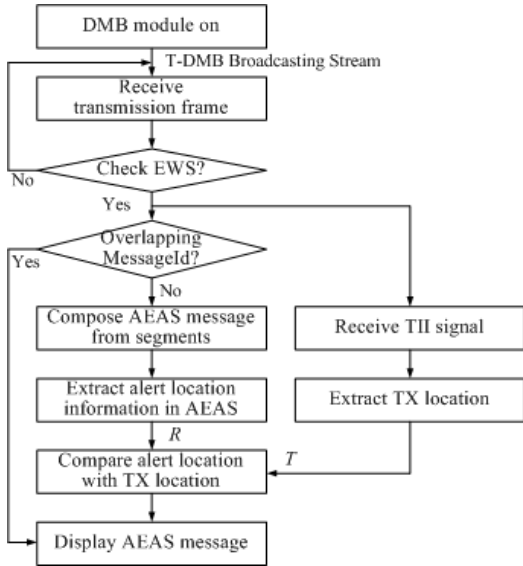 DMB module on
T-DMB Broadcasting Stream
Receive
transmission frame
Check EWS?
No
Yes
Overlapping
MessageId?
Yes
No
Compose AEAS message
from segments
Receive TII signal
Extract alert location
information in AEAS
Extract TX location
R
T
Compare alert location
with TX location
Display AEAS message